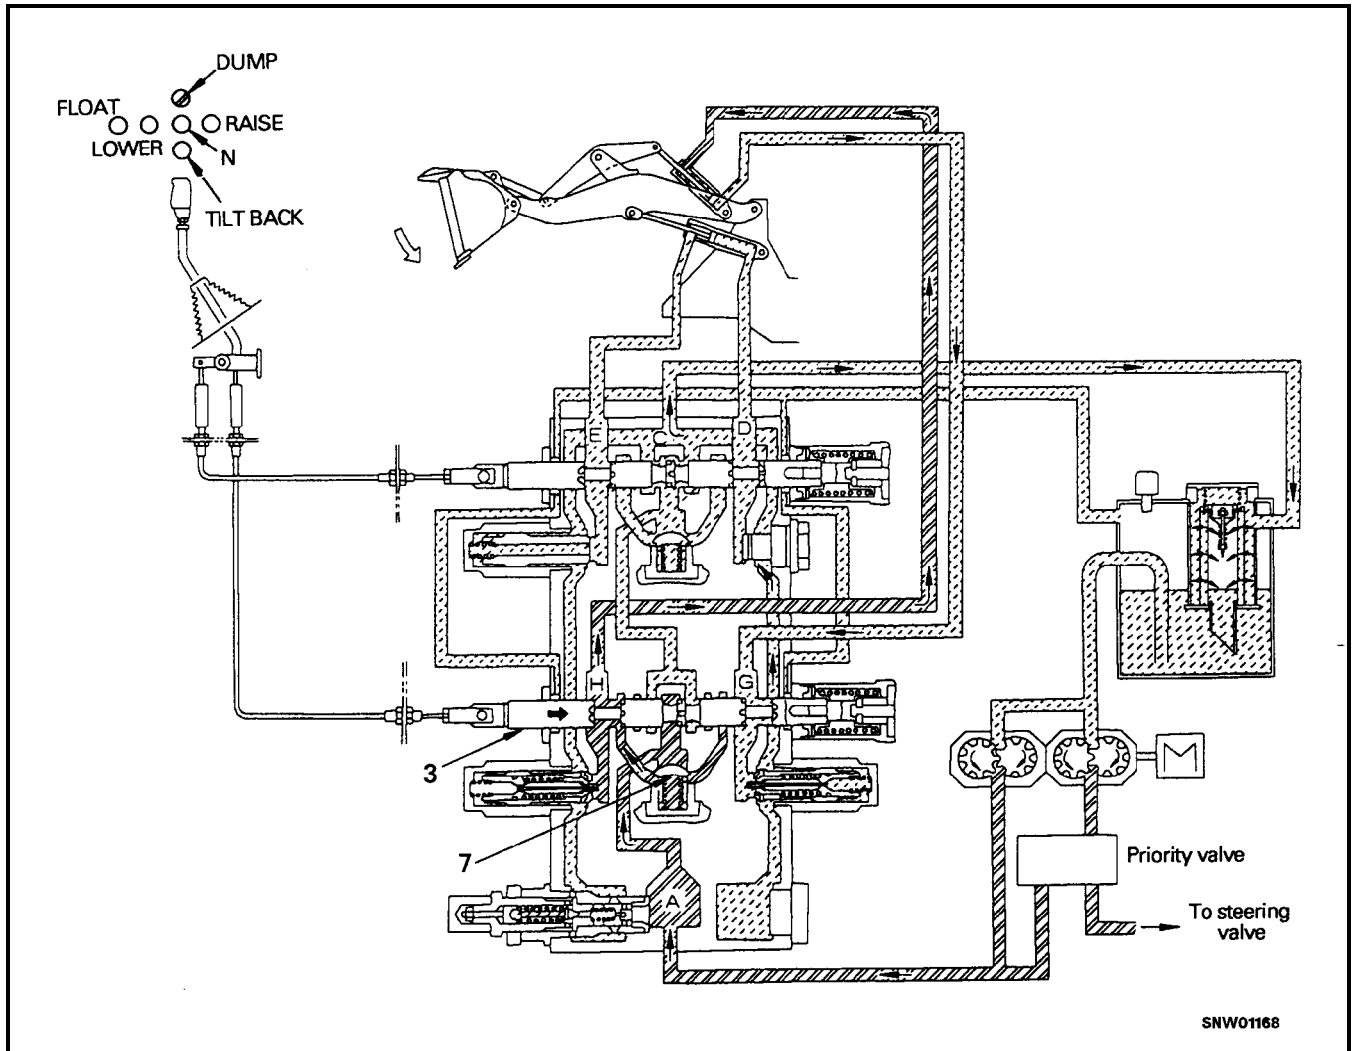 DUMP
FLOAT
RAISE
LOWER
N
TILT BACK
E
C
D
H
G
3
7
A
M
Priority valve
To steering
valve
SNW01168